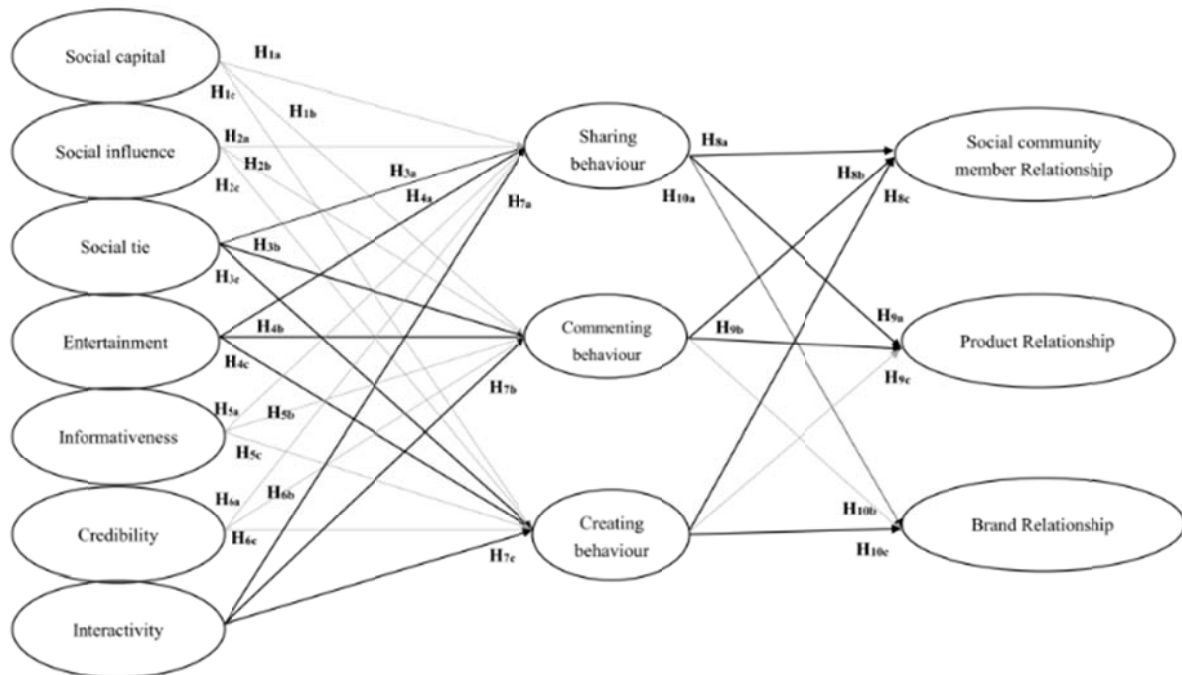 Social capital
Social influence
Social tie
Entertainment
Informativeness
Credibility
Interactivity
H1a
H1c
H1b
H2a
H2b
H2c
H3a
H4a
H7a
H3b
H3c
H4b
H4c
H7b
H5a
H5b
H5c
H6a
H6b
H6c
H7c
Sharing
behaviour
Commenting
behaviour
Creating
behaviour
H8a
H8b
H8c
H10a
H9a
H9b
H9c
H10b
H10c
Social community
member Relationship
Product Relationship
Brand Relationship